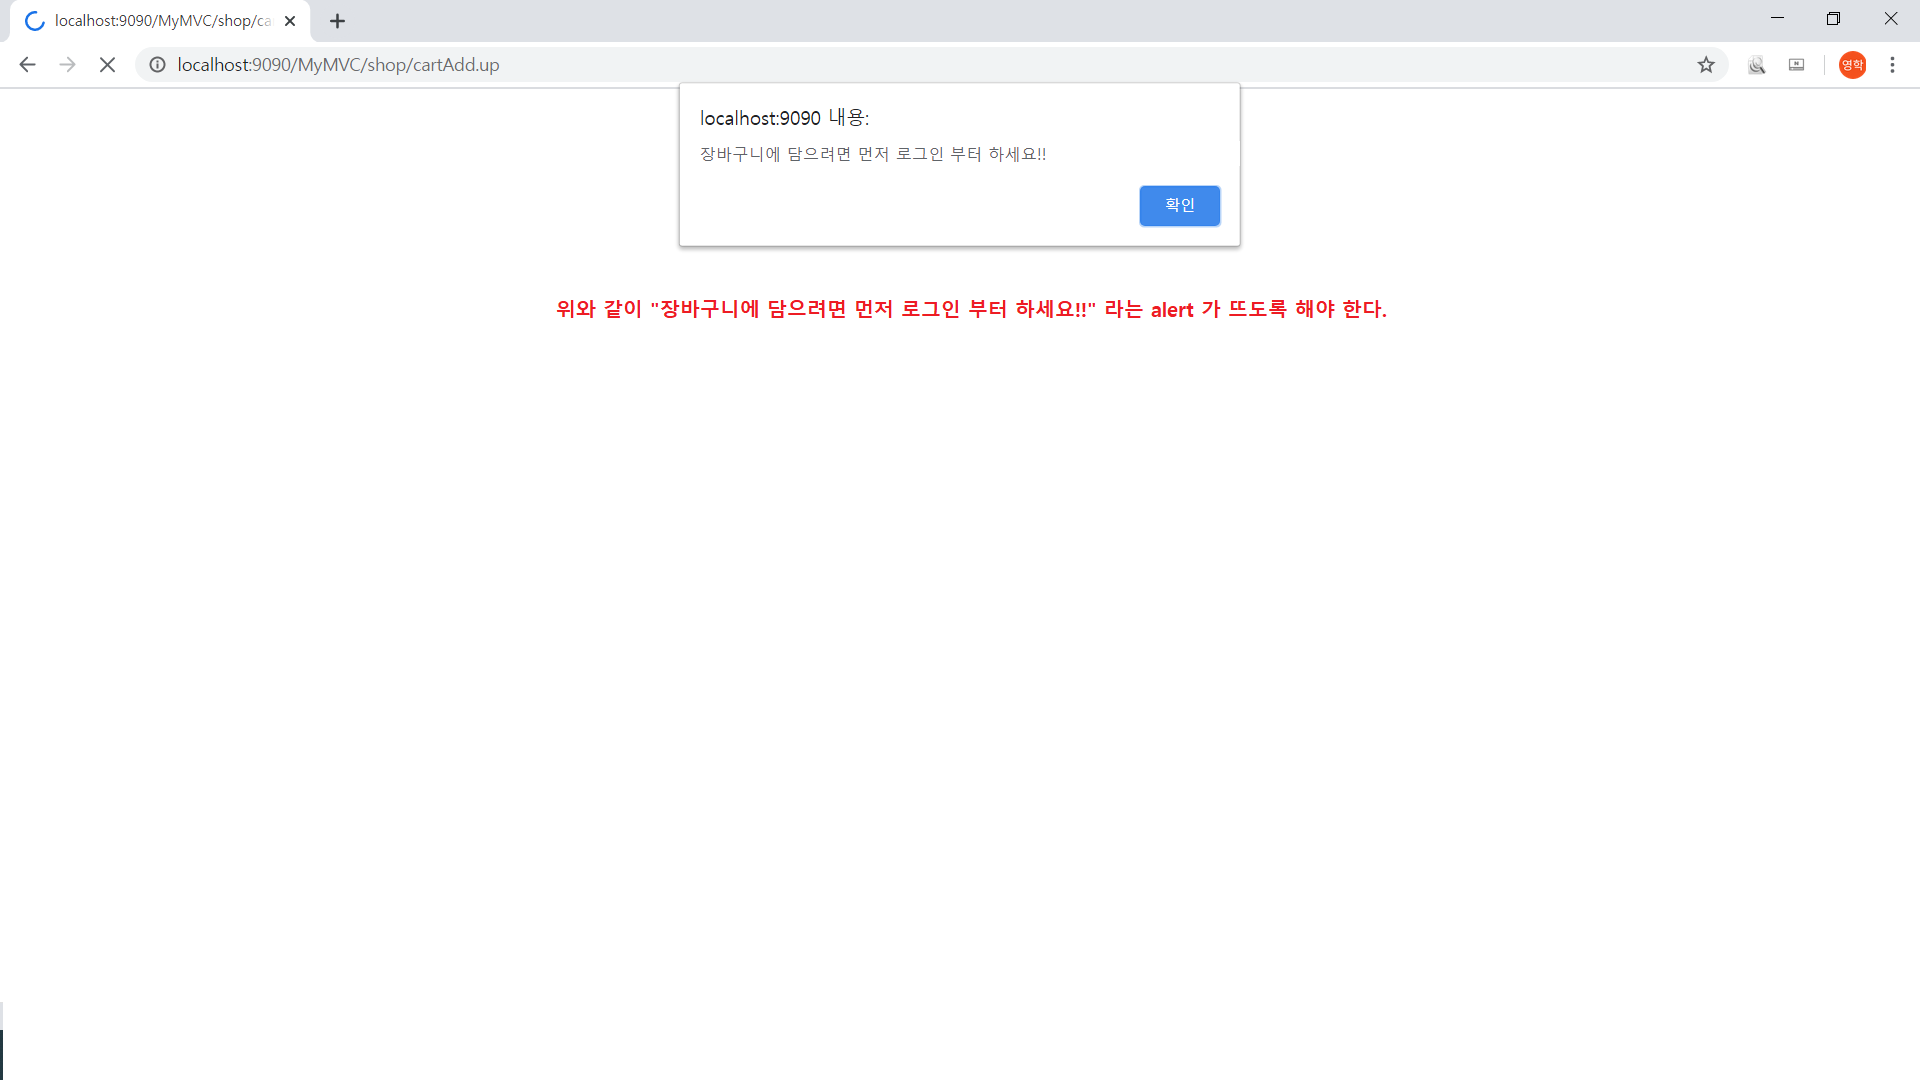 localhost:9090/MyMVC/shop/ca
localhost:9090/MyMVC/shop/cartAdd.up
영학
localhost:9090 내용:
장바구니에 담으려면 먼저 로그인 부터 하세요!!
확인
위와 같이 "장바구니에 담으려면 먼저 로그인 부터 하세요!!" 라는 alert 가 뜨도록 해야 한다.